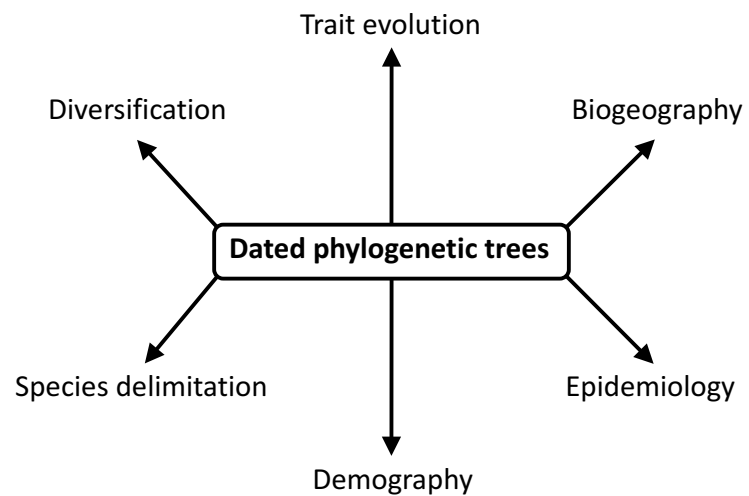 Trait evolution
Diversification
Biogeography
Dated phylogenetic trees
Species delimitation
Epidemiology
Demography